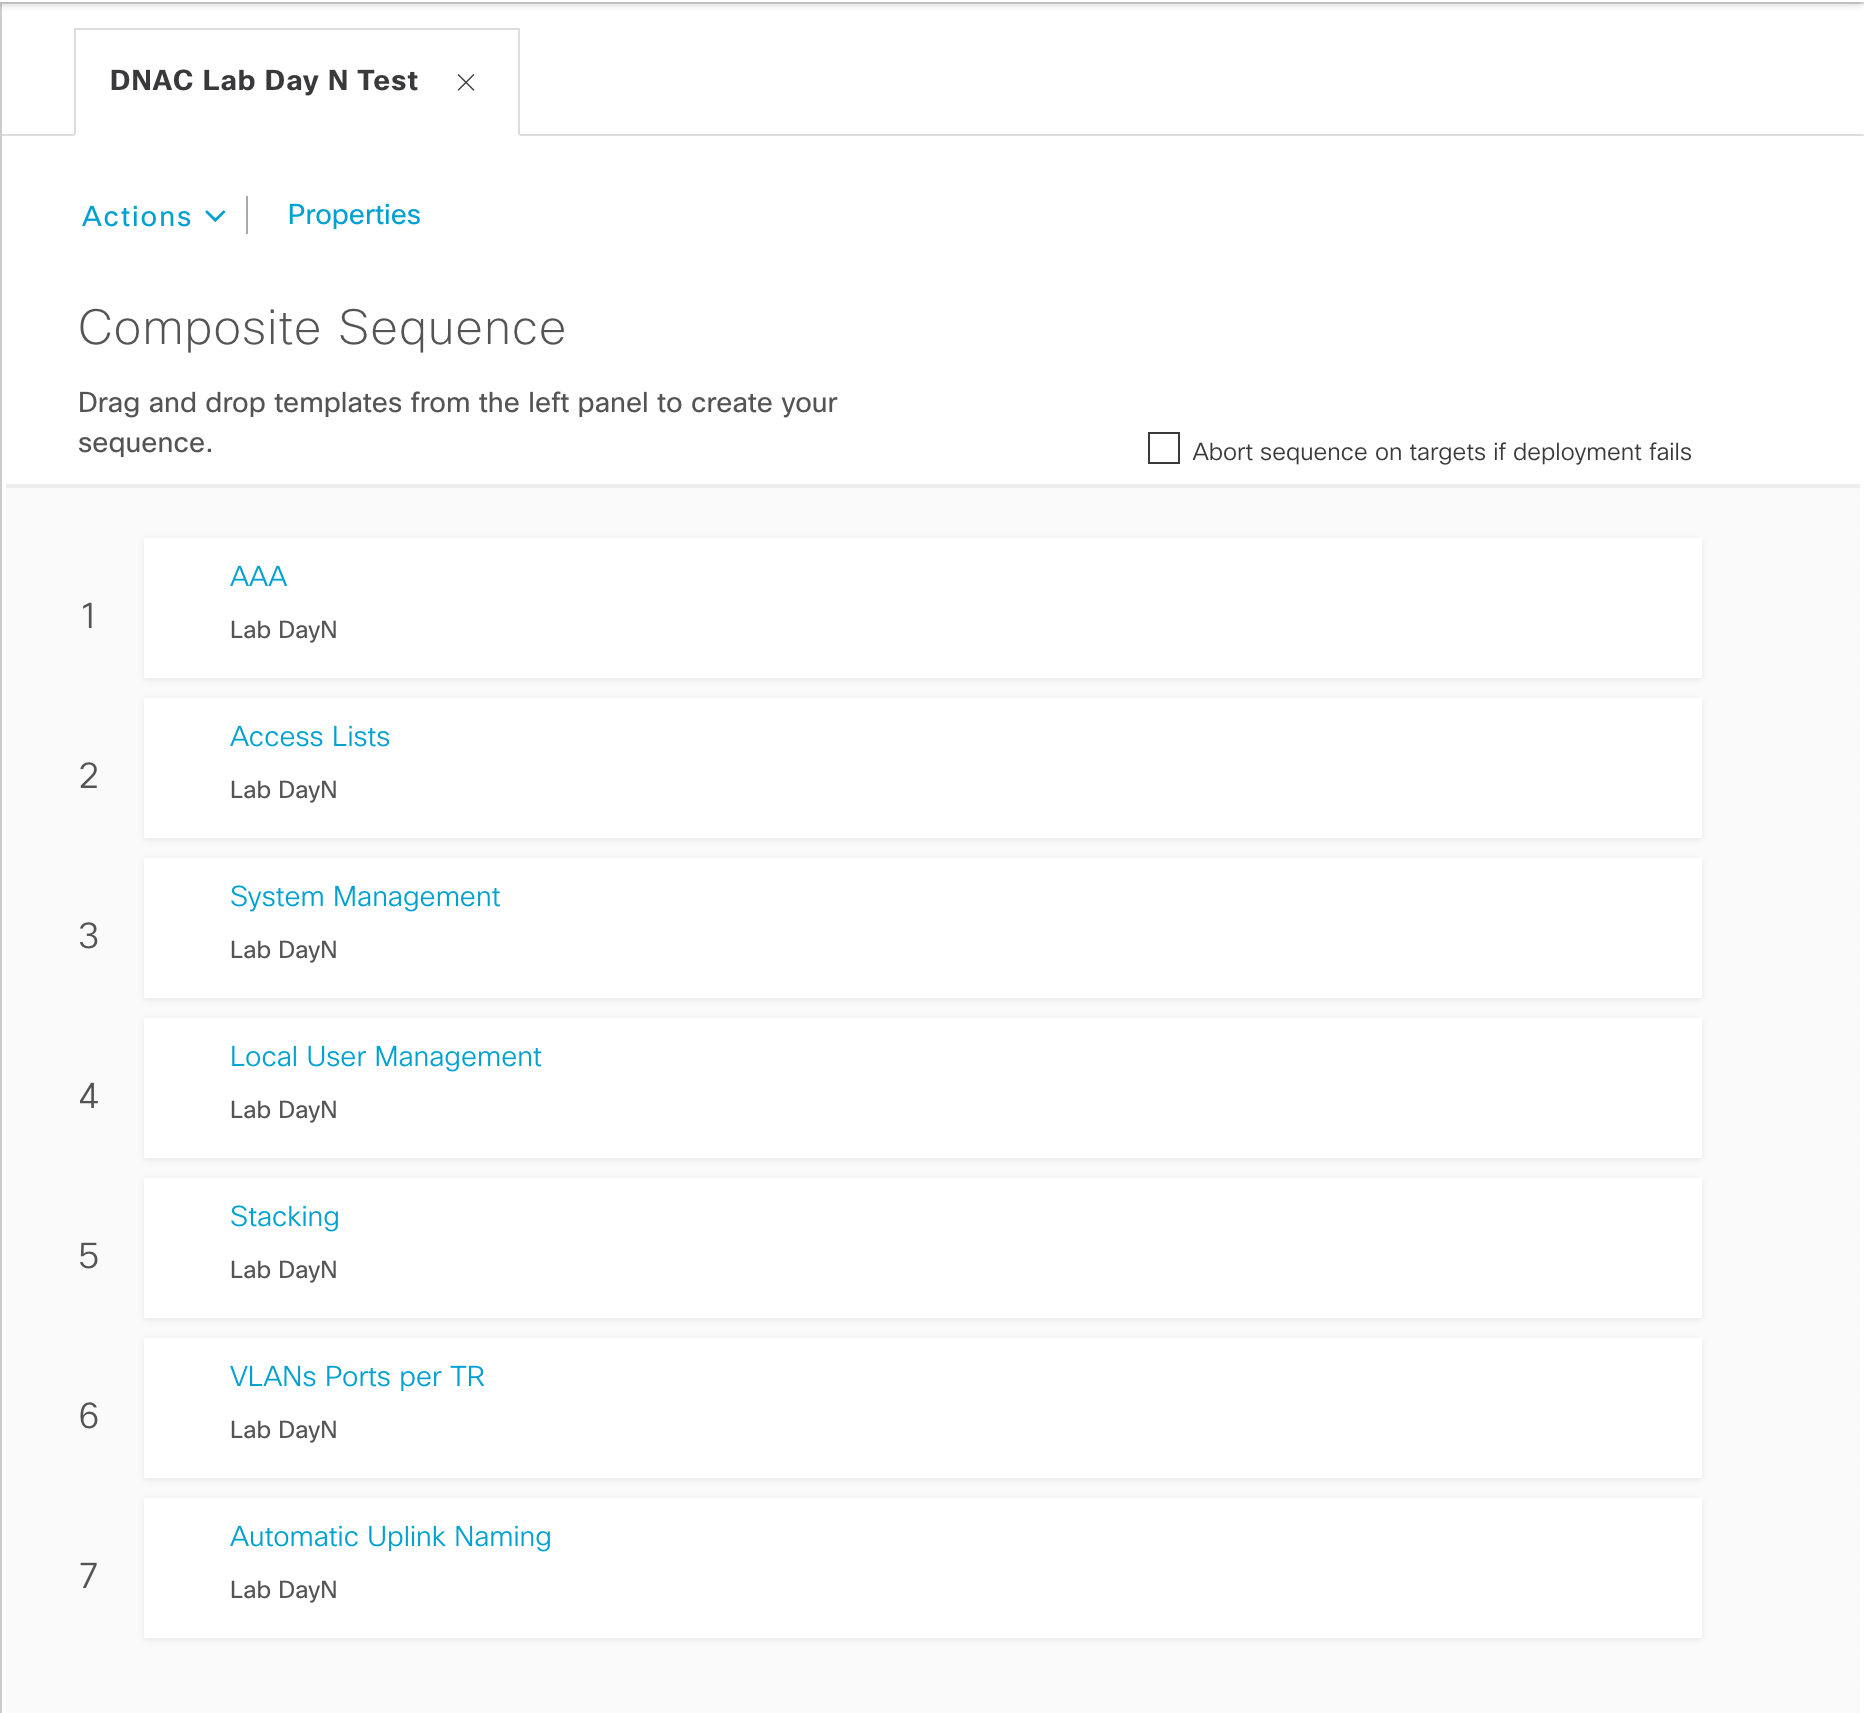 DNAC Lab Day N Test
Actions
Properties
Composite Sequence
Drag and drop templates from the left panel to create your
sequence.
Abort sequence on targets if deployment fails
1
AAA
Lab DayN
2
Access Lists
Lab DayN
3
System Management
Lab DayN
4
Local User Management
Lab DayN
5
Stacking
Lab DayN
6
VLANs Ports per TR
Lab DayN
7
Automatic Uplink Naming
Lab DayN